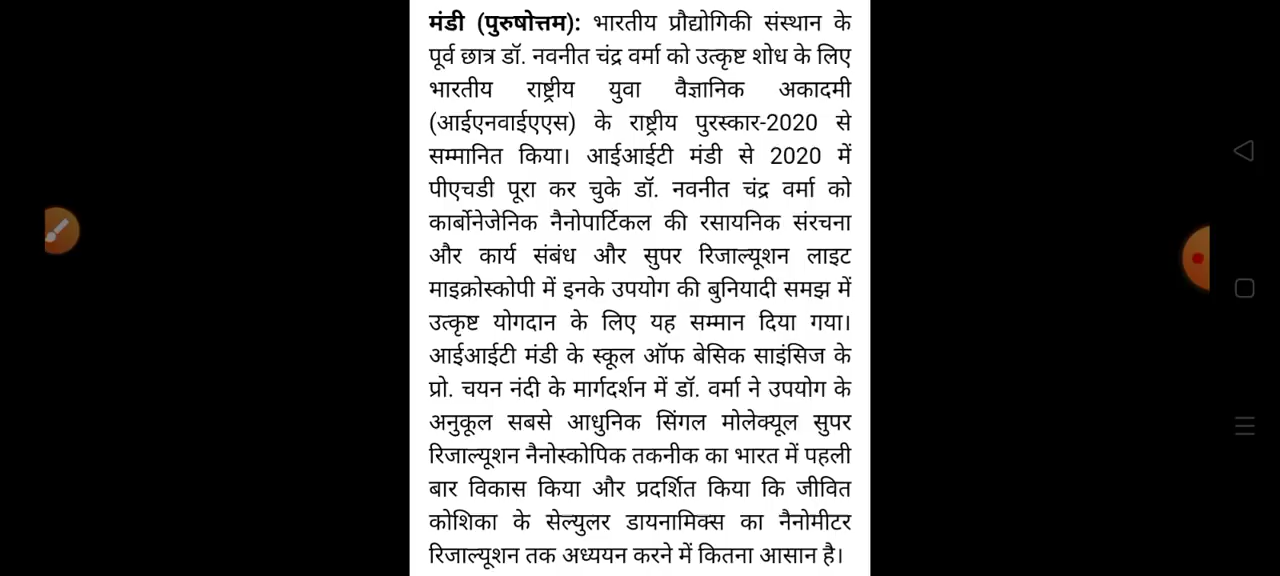 मंडी (पुरुषोत्तम): भारतीय प्रौद्योगिकी संस्थान के
पूर्व छात्र डॉ. नवनीत चंद्र वर्मा को उत्कृष्ट शोध के लिए
भारतीय राष्ट्रीय युवा वैज्ञानिक अकादमी
(आईएनवाईएएस) के राष्ट्रीय पुरस्कार-2020 से
सम्मानित किया। आईआईटी मंडी से 2020 में
पीएचडी पूरा कर चुके डॉ. नवनीत चंद्र वर्मा को
कार्बोनेजेनिक नैनोपार्टिकल की रसायनिक संरचना
और कार्य संबंध और सुपर रिजाल्यूशन लाइट
माइक्रोस्कोपी में इनके उपयोग की बुनियादी समझ में
उत्कृष्ट योगदान के लिए यह सम्मान दिया गया।
आईआईटी मंडी के स्कूल ऑफ बेसिक साइंसिज के
प्रो. चयन नंदी के मार्गदर्शन में डॉ. वर्मा ने उपयोग के
अनुकूल सबसे आधुनिक सिंगल मोलेक्यूल सुपर
रिजाल्यूशन नैनोस्कोपिक तकनीक का भारत में पहली
बार विकास किया और प्रदर्शित किया कि जीवित
कोशिका के सेल्युलर डायनामिक्स का नैनोमीटर
रिजाल्यूशन तक अध्ययन करने में कितना आसान है।